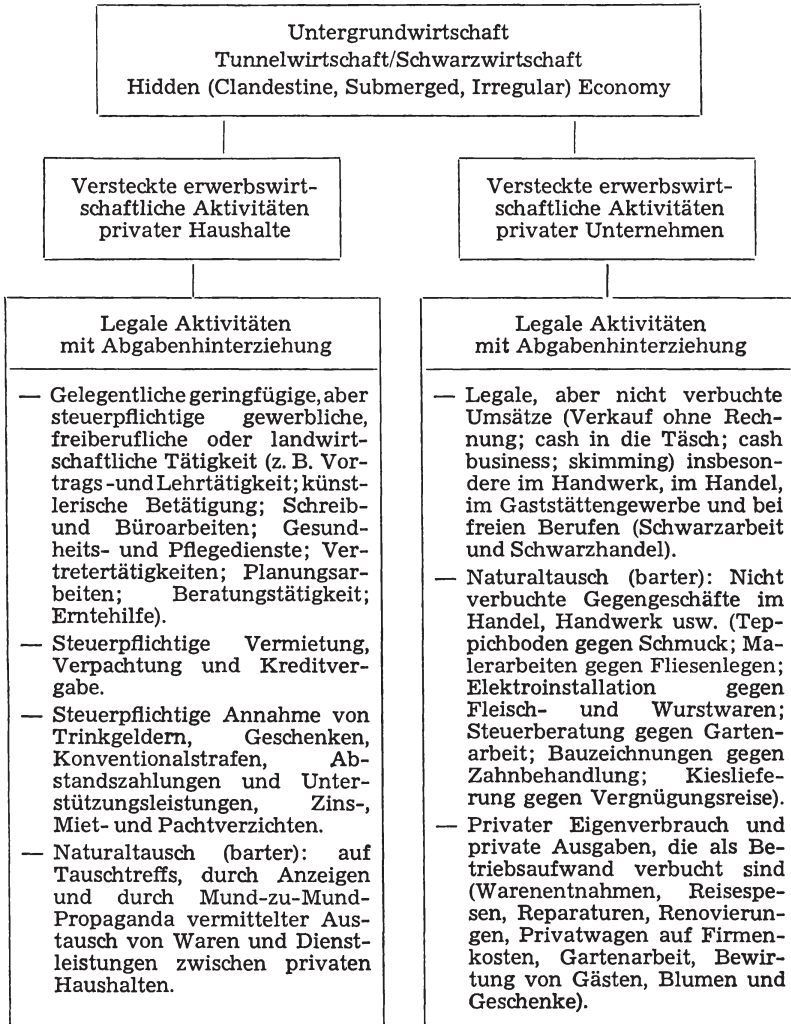 Untergrundwirtschaft
Tunnelwirtschaft/Schwarzwirtschaft
Hidden (Clandestine, Submerged, Irregular) Economy
Versteckte erwerbswirt-
schaftliche Aktivitäten
privater Haushalte
Legale Aktivitäten
mit Abgabenhinterziehung
— Gelegentliche geringfügige, aber
steuerpflichtige gewerbliche,
freiberufliche oder landwirt-
schaftliche Tätigkeit (z. B. Vor-
trags -und Lehrtätigkeit; künst-
lerische Betätigung; Schreib-
und Büroarbeiten; Gesund-
heits- und Pflegedienste; Ver-
tretertätigkeiten; Planungsar-
beiten; Beratungstätigkeit;
Erntehilfe).
— Steuerpflichtige Vermietung,
Verpachtung und Kreditver-
gabe.
— Steuerpflichtige Annahme von
Trinkgeldern, Geschenken,
Konventionalstrafen, Ab-
standszahlungen und Unter-
stützungsleistungen, Zins-,
Miet- und Pachtverzichten.
— Naturaltausch (barter): auf
Tauschtreffs, durch Anzeigen
und durch Mund-zu-Mund-
Propaganda vermittelter Aus-
tausch von Waren und Dienst-
leistungen zwischen privaten
Haushalten.
Versteckte erwerbswirt-
schaftliche Aktivitäten
privater Unternehmen
Legale Aktivitäten
mit Abgabenhinterziehung
— Legale, aber nicht verbuchte
Umsätze (Verkauf ohne Rech-
nung; cash in die Täsch; cash
business; skimming) insbeson-
dere im Handwerk, im Handel,
im Gaststättengewerbe und bei
freien Berufen (Schwarzarbeit
und Schwarzhandel).
— Naturaltausch (barter): Nicht
verbuchte Gegengeschäfte im
Handel, Handwerk usw. (Tep-
pichboden gegen Schmuck; Ma-
lerarbeiten gegen Fliesenlegen;
Elektroinstallation gegen
Fleisch- und Wurstwaren;
Steuerberatung gegen Garten-
arbeit; Bauzeichnungen gegen
Zahnbehandlung; Kiesliefe-
rung gegen Vergnügungsreise).
— Privater Eigenverbrauch und
private Ausgaben, die als Be-
triebsaufwand verbucht sind
(Warenentnahmen, Reisespe-
sen, Reparaturen, Renovierun-
gen, Privatwagen auf Firmen-
kosten, Gartenarbeit, Bewir-
tung von Gästen, Blumen und
Geschenke).